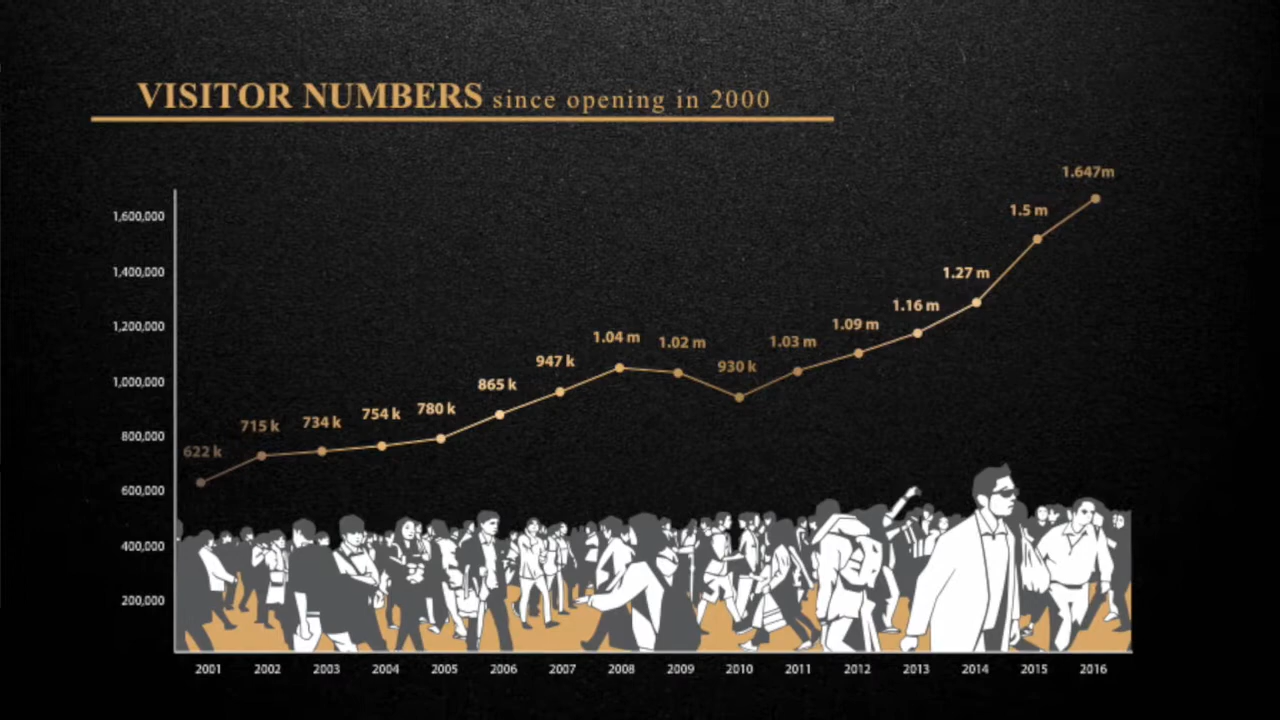 VISITOR NUMBERS since opening in 2000
1.647m
1.5 m
1,600,000
1.27 m
1,400,000
1.16 m
1.09 m
1,200,000
1.04 m 1.02 m 1.03 m
947 k 930 k
1,000,000
865 k
780 k
754 k
734 k
715 k
800,000
622 k
600,000
400,000
200,000
2001 2002 2003 2004 2005 2006 2007 2008 2009 2010 2011 2012 2013 2014 2015 2016